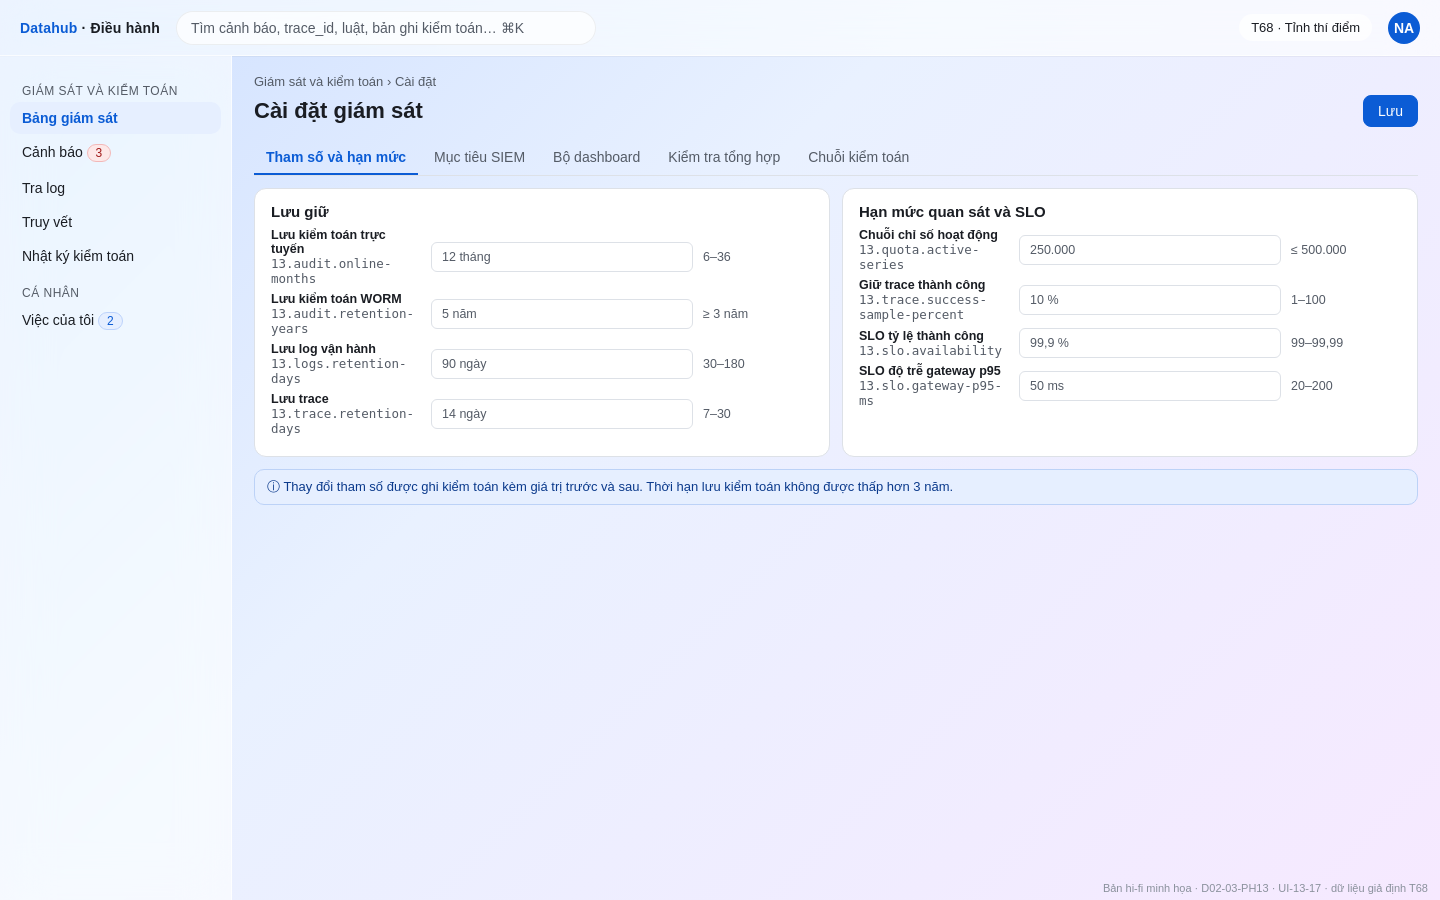 Datahub · Điều hành
Tìm cảnh báo, trace_id, luật, bản ghi kiểm toán… ⌘K
T68 · Tỉnh thí điểm
NA
GIÁM SÁT VÀ KIỂM TOÁN
Bảng giám sát
Cảnh báo 3
Tra log
Truy vết
Nhật ký kiểm toán
CÁ NHÂN
Việc của tôi 2
Giám sát và kiểm toán › Cài đặt
Cài đặt giám sát
Lưu
Tham số và hạn mức
Mục tiêu SIEM
Bộ dashboard
Kiểm tra tổng hợp
Chuỗi kiểm toán
Lưu giữ
Lưu kiểm toán trực
tuyến
13.audit.online-
months
12 tháng
6–36
Lưu kiểm toán WORM
13.audit.retention-
years
5 năm
≥ 3 năm
Lưu log vận hành
13.logs.retention-
days
90 ngày
30–180
Lưu trace
13.trace.retention-
days
14 ngày
7–30
Hạn mức quan sát và SLO
Chuỗi chỉ số hoạt động
13.quota.active-
series
250.000
≤ 500.000
Giữ trace thành công
13.trace.success-
sample-percent
10 %
1–100
SLO tỷ lệ thành công
13.slo.availability
99,9 %
99–99,99
SLO độ trễ gateway p95
13.slo.gateway-p95-
ms
50 ms
20–200
ⓘ Thay đổi tham số được ghi kiểm toán kèm giá trị trước và sau. Thời hạn lưu kiểm toán không được thấp hơn 3 năm.
Bản hi-fi minh họa · D02-03-PH13 · UI-13-17 · dữ liệu giả định T68